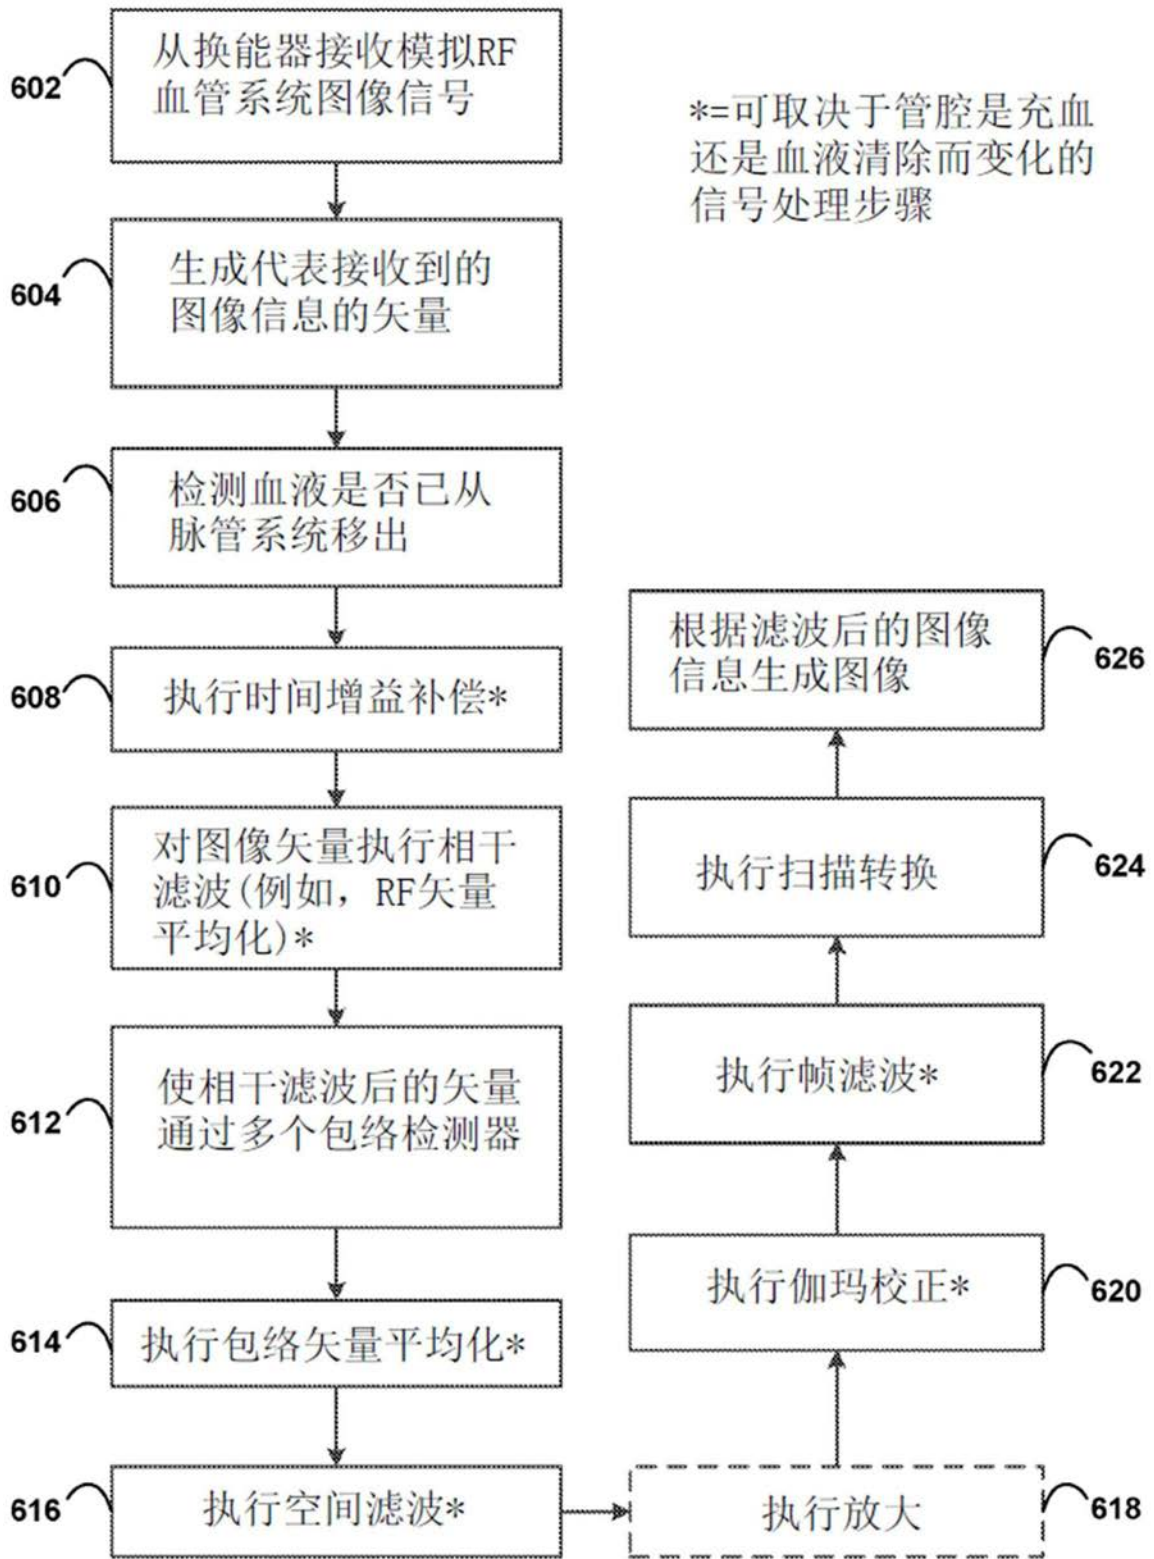 602
从换能器接收模拟RF
血管系统图像信号
*=可取决于管腔是充血
还是血液清除而变化的
信号处理步骤
604
生成代表接收到的
图像信息的矢量
606
检测血液是否已从
脉管系统移出
608
执行时间增益补偿*
610
对图像矢量执行相干
滤波(例如, RF矢量
平均化)*
612
使相干滤波后的矢量
通过多个包络检测器
614
执行包络矢量平均化*
616
执行空间滤波*
执行放大
618
执行伽玛校正*
620
执行帧滤波*
622
执行扫描转换
624
根据滤波后的图像
信息生成图像
626